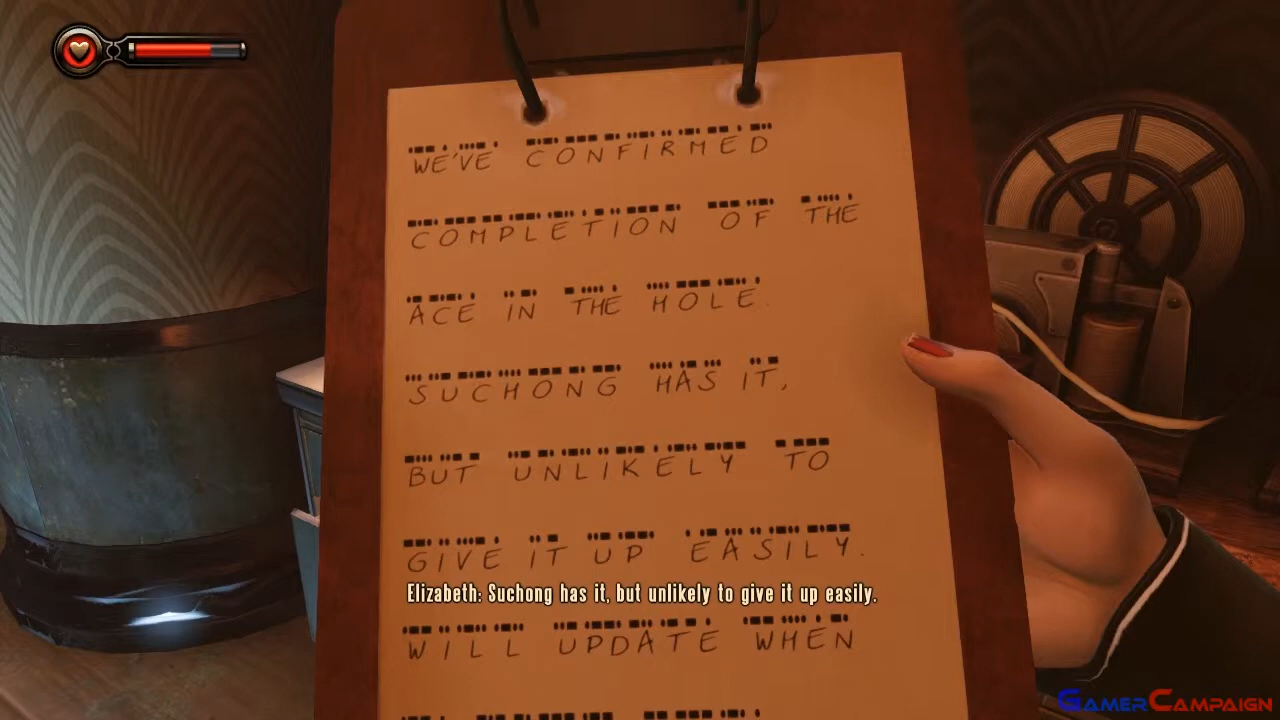 WE'VE CONFIRMED
COMPLETION OF THE
ACE IN THE HOLE.
SUCHONG HAS IT,
BUT UNLIKELY TO
GIVE IT UP EASILY.
Elizabeth: Suchong has it, but unlikely to give it up easily.
WILL UPDATE WHEN
GAMERCAMPAIGN